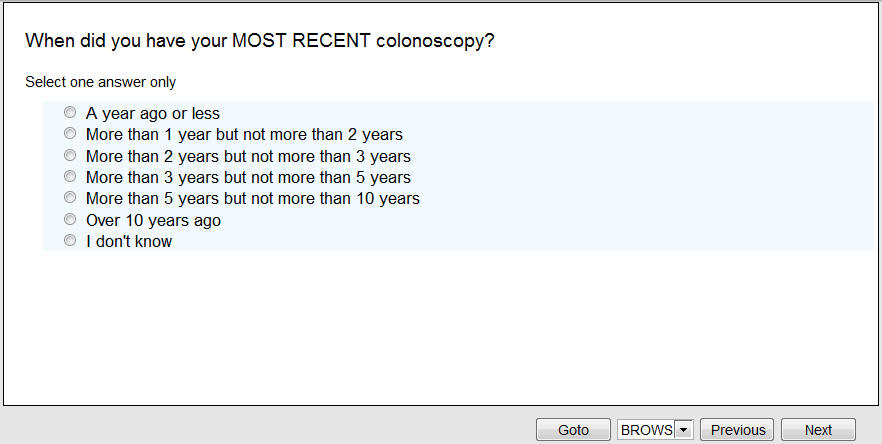 When did you have your MOST RECENT colonoscopy?
Select one answer only
A year ago or less
More than 1 year but not more than 2 years
More than 2 years but not more than 3 years
More than 3 years but not more than 5 years
More than 5 years but not more than 10 years
Over 10 years ago
I don't know
Goto BROWS Previous Next